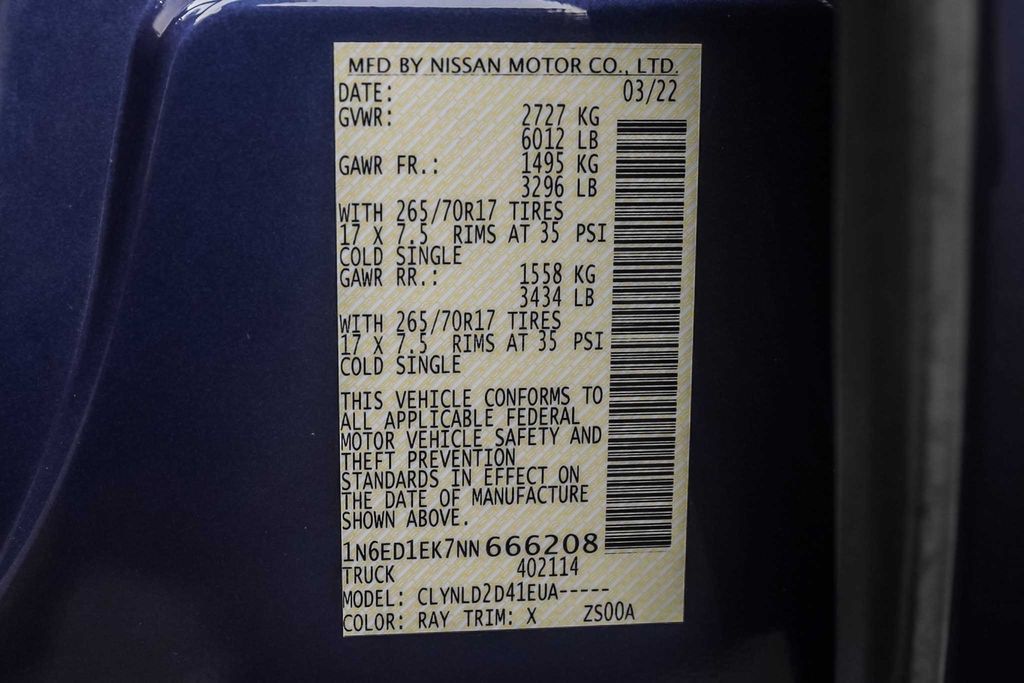 MFD BY NISSAN MOTOR CO., LTD.
DATE: 03/22
GVWR: 2727 KG
6012 LB
GAWR FR.: 1495 KG
3296 LB
WITH 265/70R17 TIRES
17 X 7.5 RIMS AT 35 PSI
COLD SINGLE
GAWR RR.: 1558 KG
3434 LB
WITH 265/70R17 TIRES
17 X 7.5 RIMS AT 35 PSI
COLD SINGLE
THIS VEHICLE CONFORMS TO
ALL APPLICABLE FEDERAL
MOTOR VEHICLE SAFETY AND
THEFT PREVENTION
STANDARDS IN EFFECT ON
THE DATE OF MANUFACTURE
SHOWN ABOVE.
1N6ED1EK7NN666208
TRUCK 402114
MODEL: CLYNLD2D41EUA-----
COLOR: RAY TRIM: X ZS00A